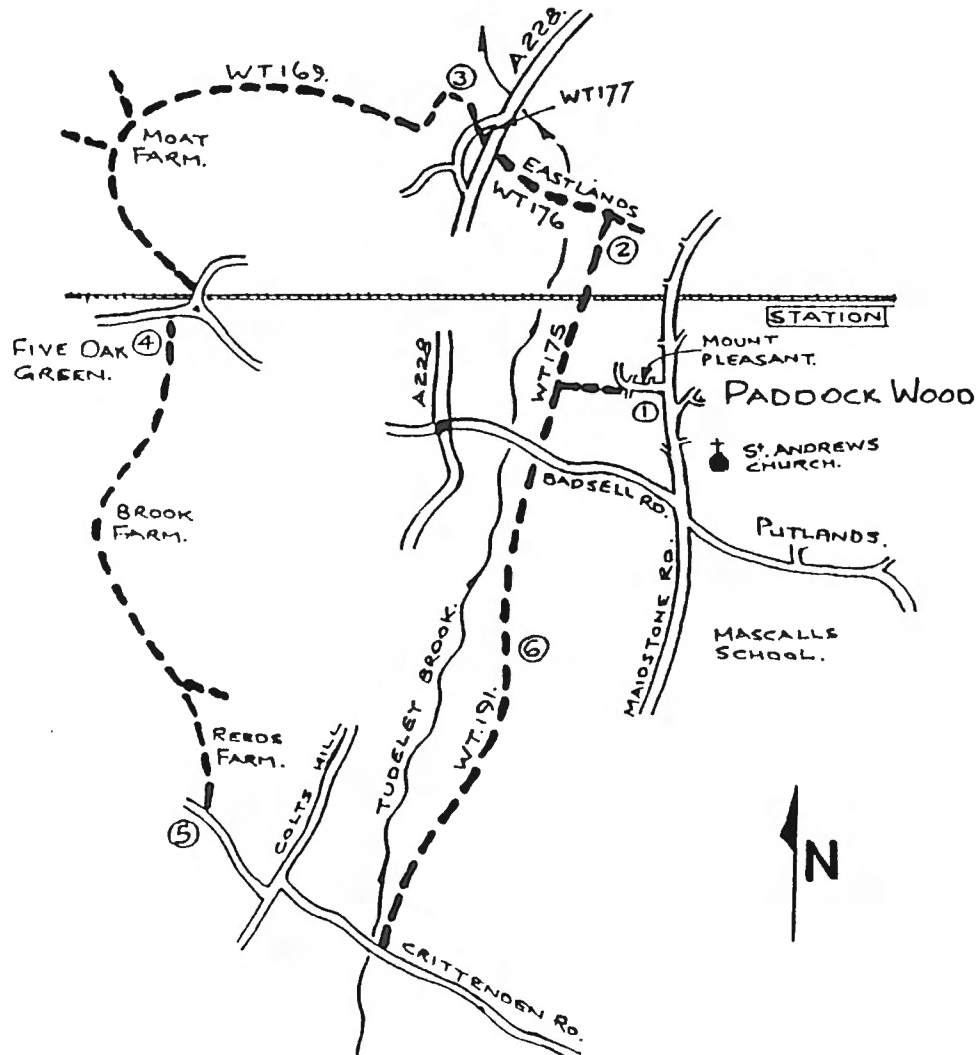 A228.
WT169.
③
WT177
MOAT
FARM.
EASTLANDS
WT176
②
STATION
④
FIVE OAK
GREEN.
MOUNT
PLEASANT.
WT175
A228
①
PADDOCK WOOD
St. ANDREWS
CHURCH.
BADSELL RD.
BROOK
FARM.
PUTLANDS.
MAIDSTONE RD.
MASCALLS
SCHOOL.
⑥
TUDELEY BROOK.
WT.191.
REEDS
FARM.
COLTS HILL
⑤
N
CRITTENDEN RD.